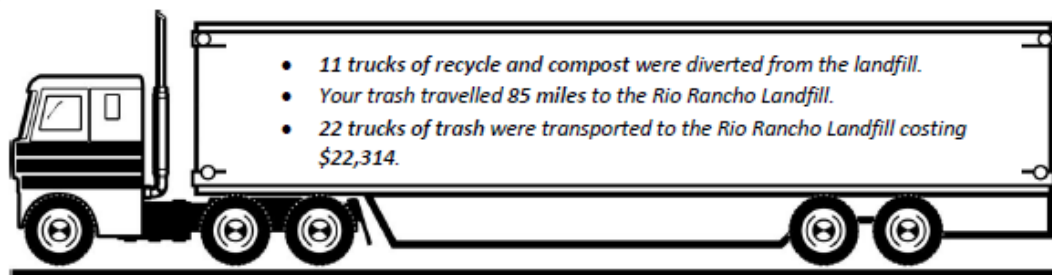 • 11 trucks of recycle and compost were diverted from the landfill.
• Your trash travelled 85 miles to the Rio Rancho Landfill.
• 22 trucks of trash were transported to the Rio Rancho Landfill costing
$22,314.